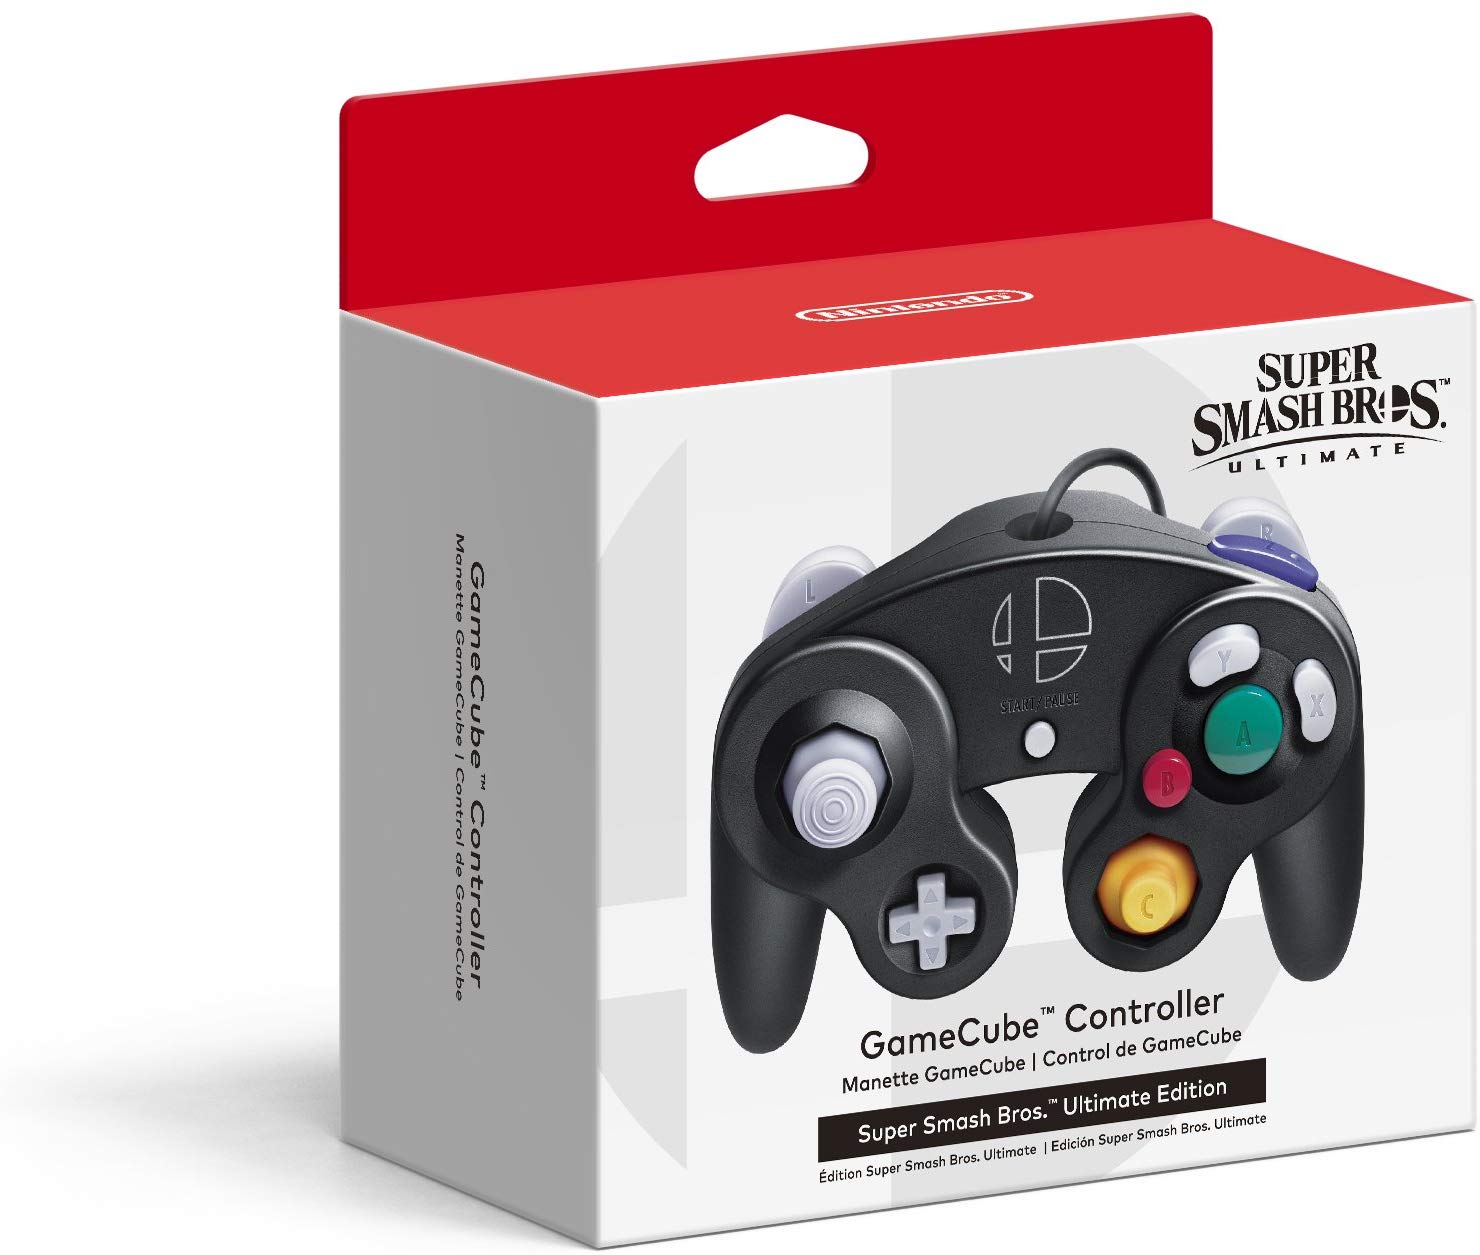 Nintendo
SUPER
SMASH BROS.™
ULTIMATE
L
R
Z
START/PAUSE
Y
X
A
B
C
GameCube™ Controller
Manette GameCube | Control de GameCube
Super Smash Bros.™ Ultimate Edition
Édition Super Smash Bros. Ultimate | Edición Super Smash Bros. Ultimate
GameCube™ Controller
Manette GameCube | Control de GameCube